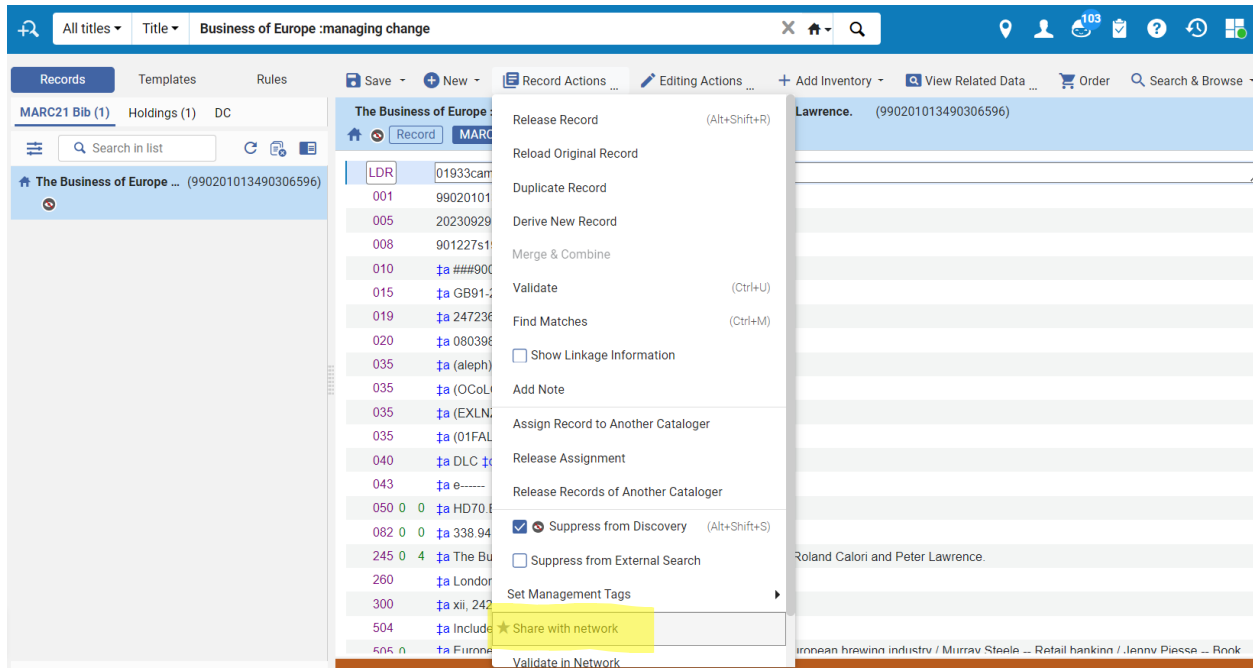 All titles Title Business of Europe :managing change 103
Records Templates Rules Save New Record Actions ... Editing Actions ... Add Inventory View Related Data ... Order Search & Browse
MARC21 Bib (1) Holdings (1) DC
Search in list
The Business of Europe ... (990201013490306596)
The Business of Europe : Lawrence. (990201013490306596)
Record MARC
LDR 01933cam
001 99020101
005 20230929
008 901227s1
010 ‡a ###900
015 ‡a GB91-2
019 ‡a 247236
020 ‡a 080398
035 ‡a (aleph)
035 ‡a (OCoL
035 ‡a (EXLNZ
035 ‡a (01FAL
040 ‡a DLC ‡c
043 ‡a e------
050 0 0 ‡a HD70.E
082 0 0 ‡a 338.94
245 0 4 ‡a The Bu Roland Calori and Peter Lawrence.
260 ‡a London
300 ‡a xii, 242
504 ‡a Include
505 0 ‡a Europe uropean brewing industry / Murray Steele -- Retail banking / Jenny Piesse -- Book
Release Record (Alt+Shift+R)
Reload Original Record
Duplicate Record
Derive New Record
Merge & Combine
Validate (Ctrl+U)
Find Matches (Ctrl+M)
Show Linkage Information
Add Note
Assign Record to Another Cataloger
Release Assignment
Release Records of Another Cataloger
Suppress from Discovery (Alt+Shift+S)
Suppress from External Search
Set Management Tags
Share with network
Validate in Network